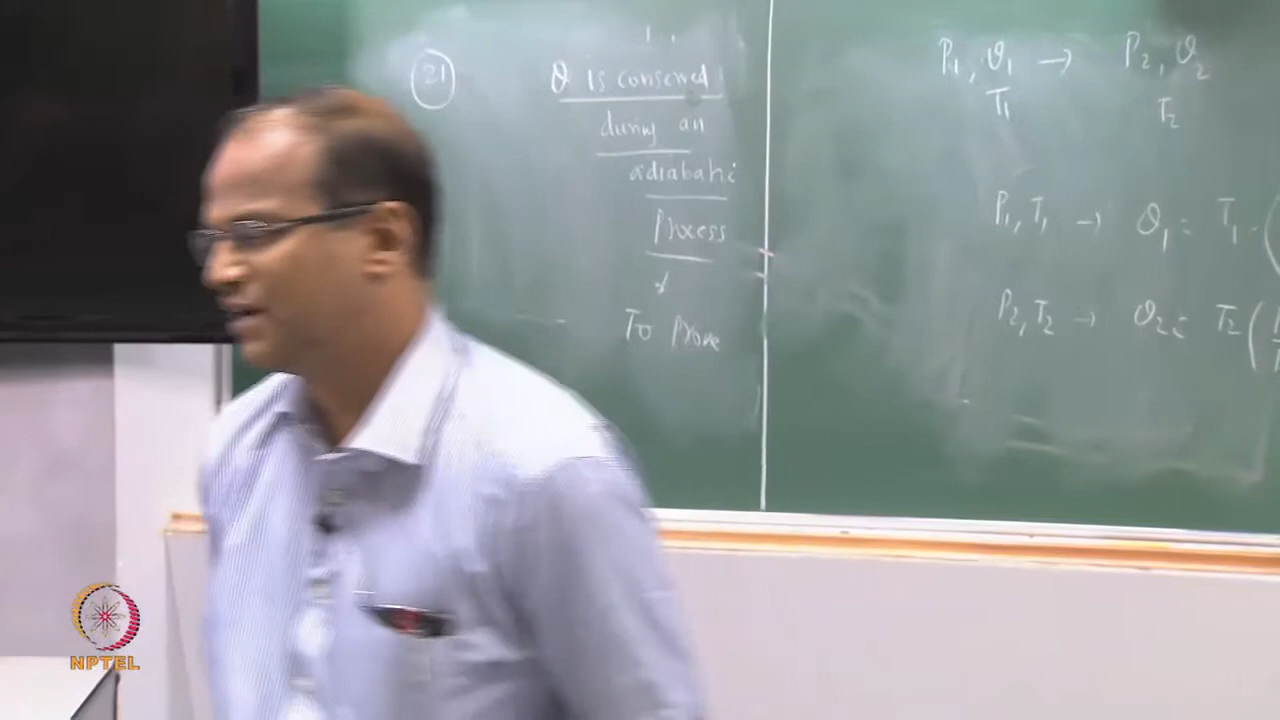 21
θ is conserved
during an
adiabatic
Process
↓
To Prove
P₁, θ₁ → P₂, θ₂
T₁ T₂
P₁, T₁ → θ₁ = T₁ · (
P₂, T₂ → θ₂ = T₂ (
NPTEL